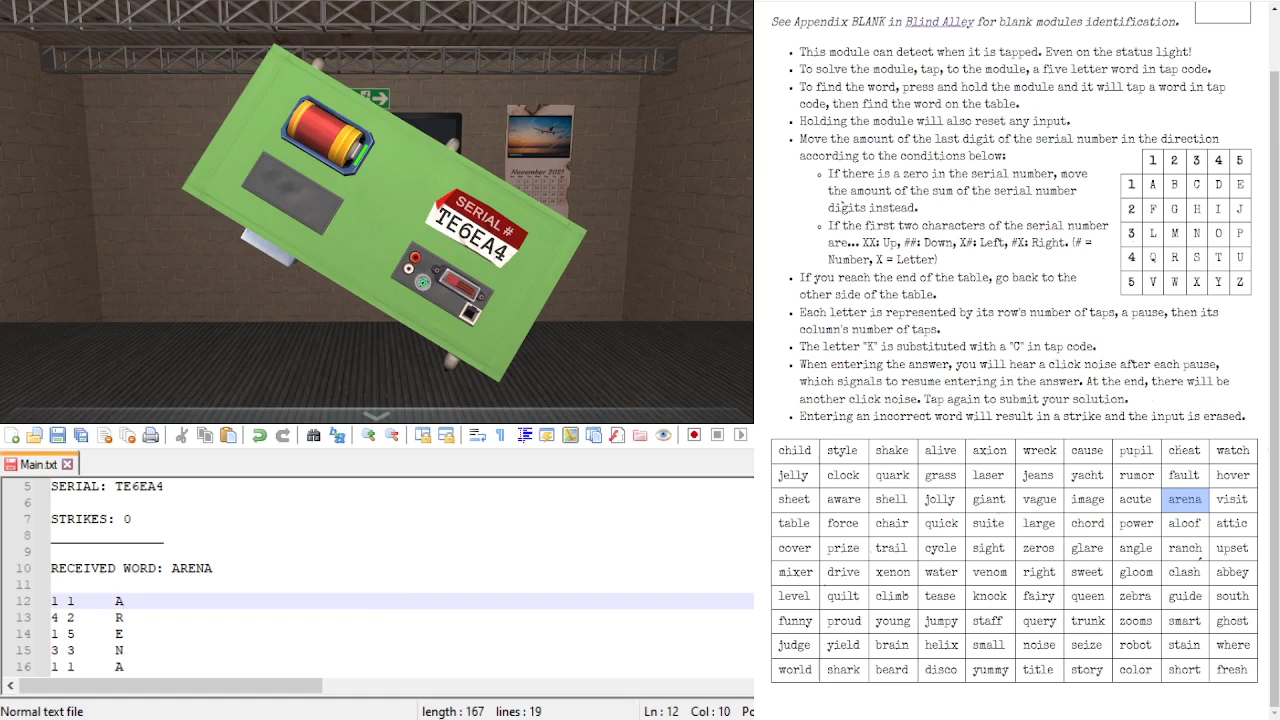 November 2021
SERIAL #
TE6EA4
Main.txt
5 SERIAL: TE6EA4
6
7 STRIKES: 0
8 ________________
9
10 RECEIVED WORD: ARENA
11
12 1 1 A
13 4 2 R
14 1 5 E
15 3 3 N
16 1 1 A
Normal text file length : 167 lines : 19 Ln : 12 Col : 10 Po
See Appendix BLANK in Blind Alley for blank modules identification.
• This module can detect when it is tapped. Even on the status light!
• To solve the module, tap, to the module, a five letter word in tap code.
• To find the word, press and hold the module and it will tap a word in tap
code, then find the word on the table.
• Holding the module will also reset any input.
• Move the amount of the last digit of the serial number in the direction
according to the conditions below:
◦ If there is a zero in the serial number, move
the amount of the sum of the serial number
digits instead.
◦ If the first two characters of the serial number
are... XX: Up, ##: Down, X#: Left, #X: Right. (# =
Number, X = Letter)
• If you reach the end of the table, go back to the
other side of the table.
1 2 3 4 5
1 A B C D E
2 F G H I J
3 L M N O P
4 Q R S T U
5 V W X Y Z
• Each letter is represented by its row's number of taps, a pause, then its
column's number of taps.
• The letter "K" is substituted with a "C" in tap code.
• When entering the answer, you will hear a click noise after each pause,
which signals to resume entering in the answer. At the end, there will be
another click noise. Tap again to submit your solution.
• Entering an incorrect word will result in a strike and the input is erased.
child style shake alive axion wreck cause pupil cheat watch
jelly clock quark grass laser jeans yacht rumor fault hover
sheet aware shell jolly giant vague image acute arena visit
table force chair quick suite large chord power aloof attic
cover prize trail cycle sight zeros glare angle ranch upset
mixer drive xenon water venom right sweet gloom clash abbey
level quilt climb tease knock fairy queen zebra guide south
funny proud young jumpy staff query trunk zooms smart ghost
judge yield brain helix small noise seize robot stain where
world shark beard disco yummy title story color short fresh